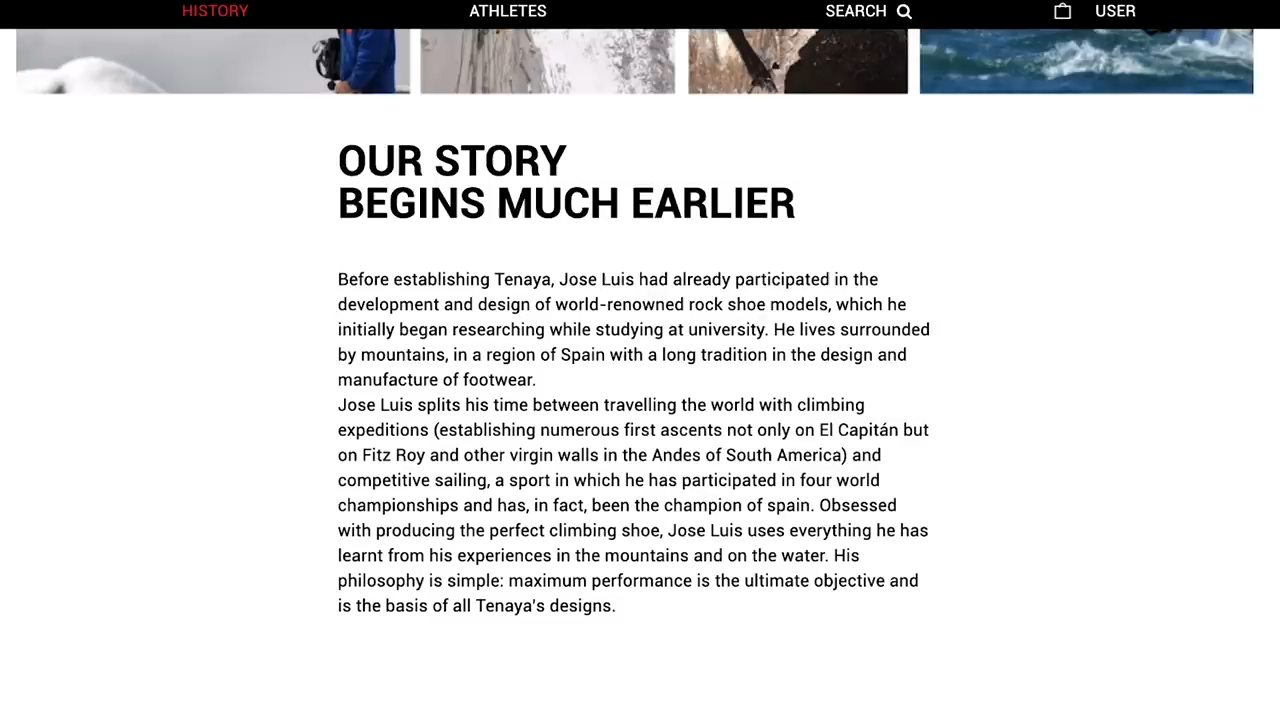 HISTORY ATHLETES SEARCH USER
OUR STORY
BEGINS MUCH EARLIER
Before establishing Tenaya, Jose Luis had already participated in the
development and design of world-renowned rock shoe models, which he
initially began researching while studying at university. He lives surrounded
by mountains, in a region of Spain with a long tradition in the design and
manufacture of footwear.
Jose Luis splits his time between travelling the world with climbing
expeditions (establishing numerous first ascents not only on El Capitán but
on Fitz Roy and other virgin walls in the Andes of South America) and
competitive sailing, a sport in which he has participated in four world
championships and has, in fact, been the champion of spain. Obsessed
with producing the perfect climbing shoe, Jose Luis uses everything he has
learnt from his experiences in the mountains and on the water. His
philosophy is simple: maximum performance is the ultimate objective and
is the basis of all Tenaya's designs.